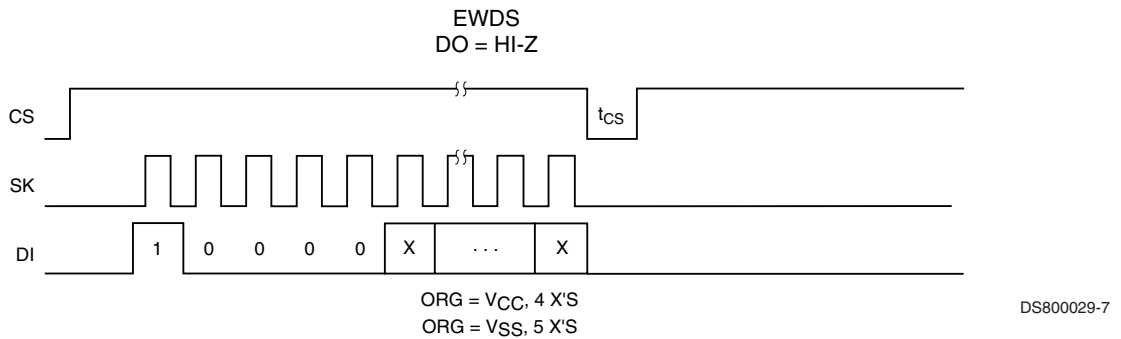 EWDS
DO = HI-Z
CS
tCS
SK
DI
1 0 0 0 0 X . . . X
ORG = VCC, 4 X'S
ORG = VSS, 5 X'S
DS800029-7